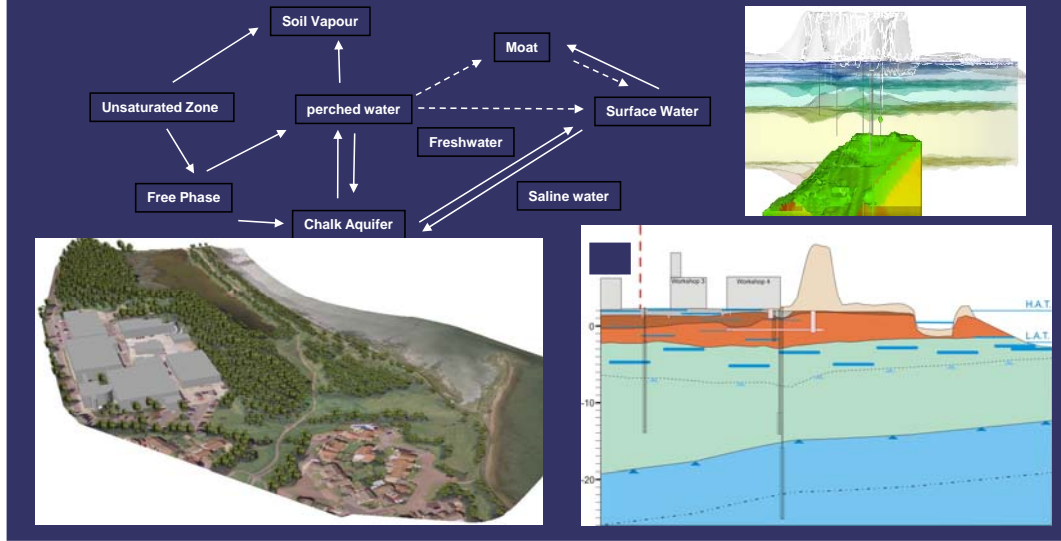 Soil Vapour
Moat
Unsaturated Zone
perched water
Surface Water
Freshwater
Free Phase
Saline water
Chalk Aquifer
Workshop 3
Workshop 4
H.A.T.
0
L.A.T.
-10
-20